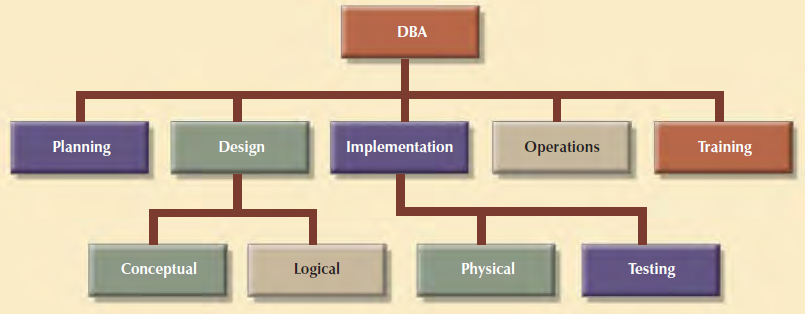 DBA
Planning
Design
Implementation
Operations
Training
Conceptual
Logical
Physical
Testing